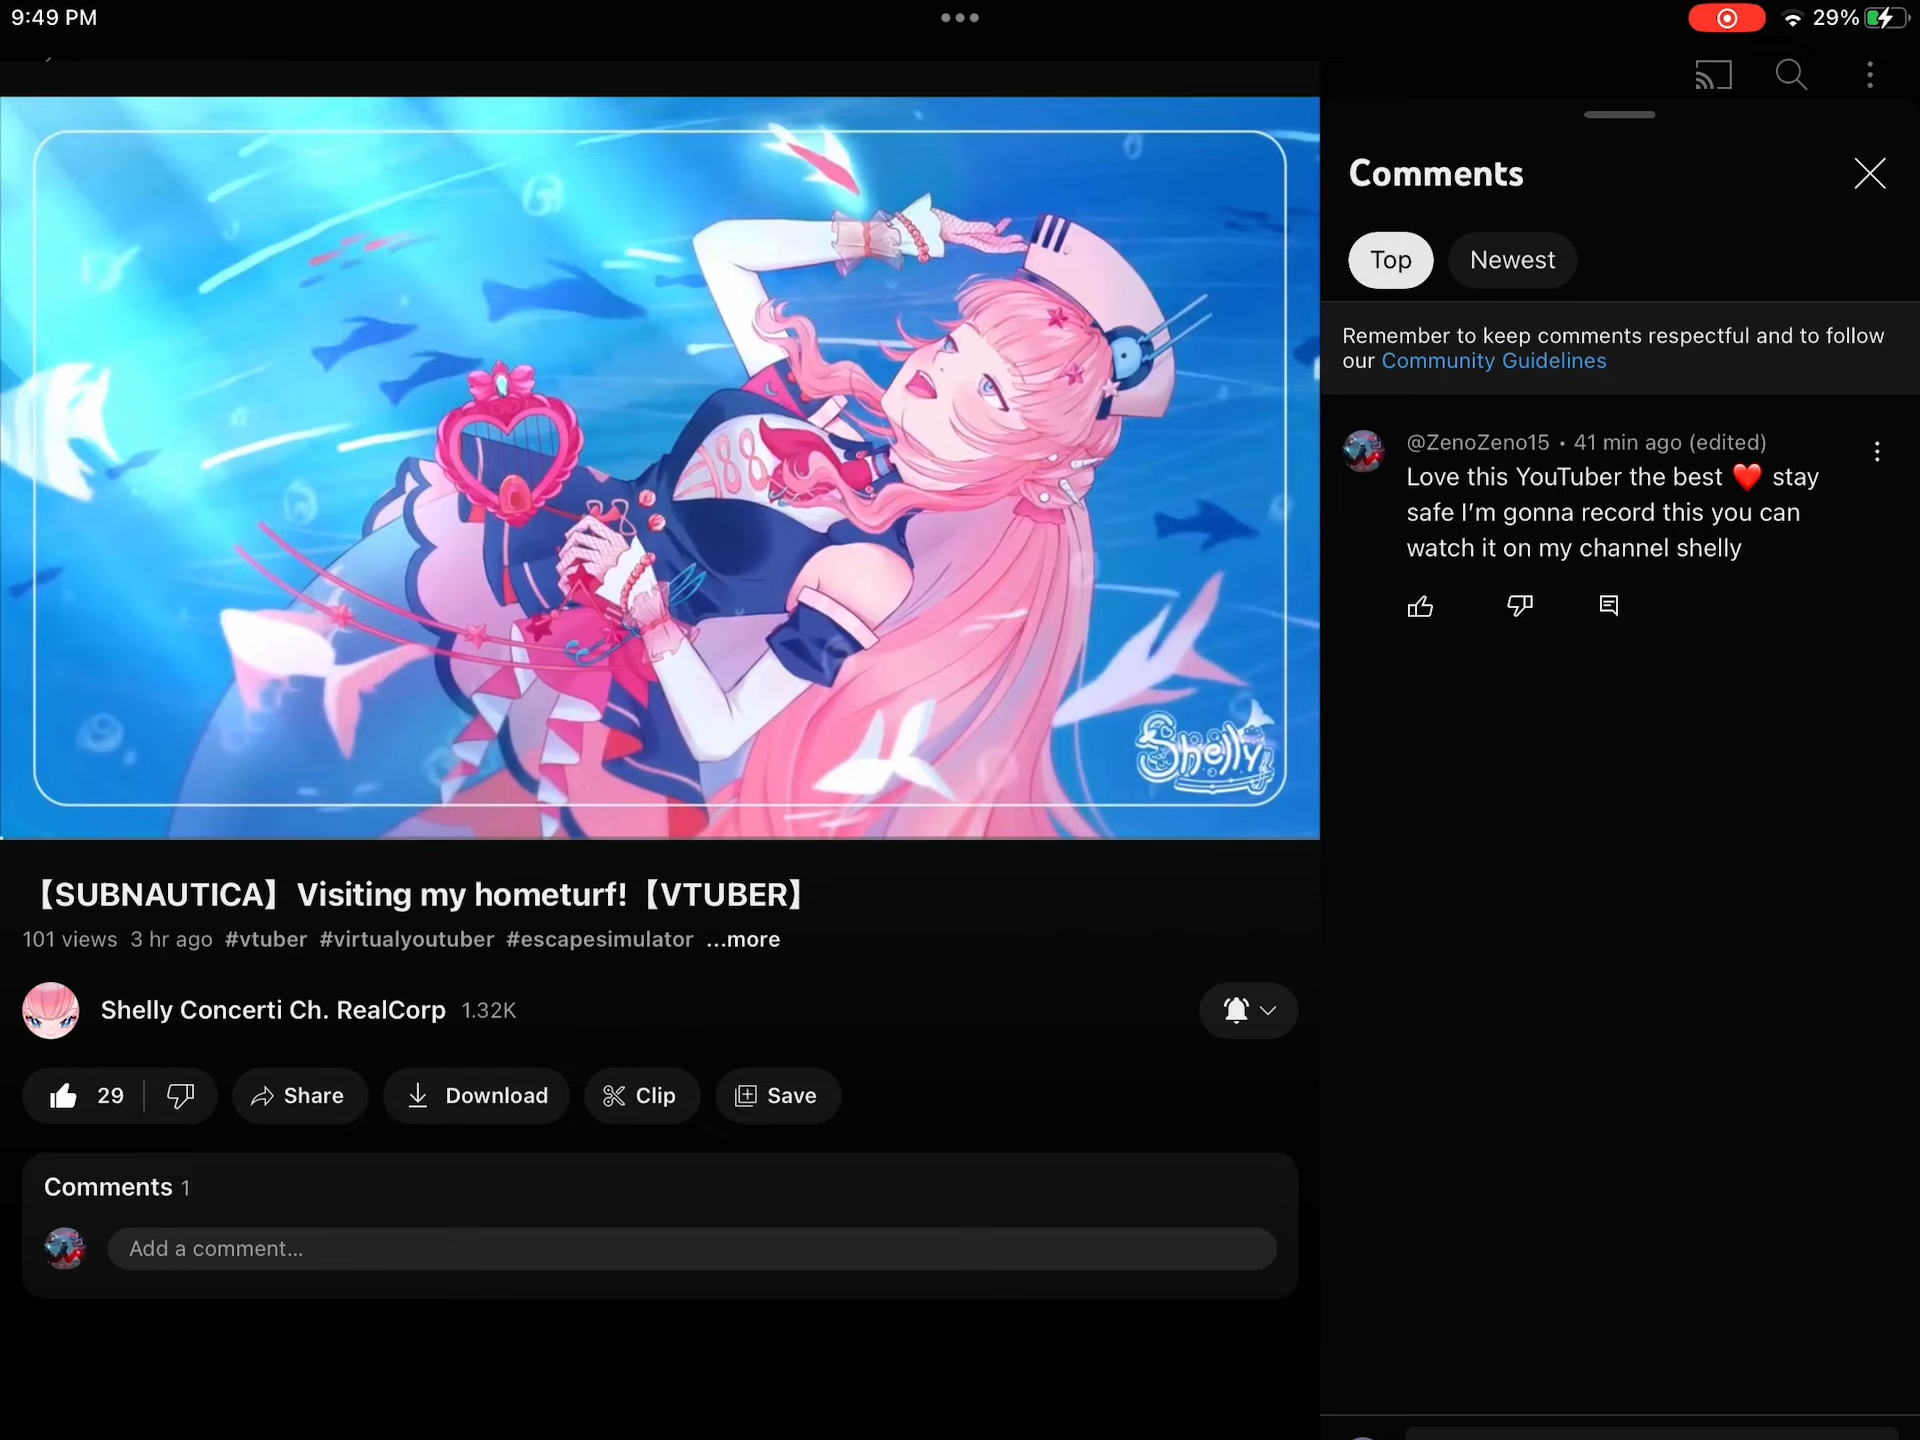 9:49 PM
29%
188
Shelly
【SUBNAUTICA】Visiting my hometurf!【VTUBER】
101 views 3 hr ago #vtuber #virtualyoutuber #escapesimulator ...more
Shelly Concerti Ch. RealCorp 1.32K
29
Share
Download
Clip
Save
Comments 1
Add a comment...
Comments
Top
Newest
Remember to keep comments respectful and to follow
our Community Guidelines
@ZenoZeno15 • 41 min ago (edited)
Love this YouTuber the best ❤️ stay
safe I'm gonna record this you can
watch it on my channel shelly